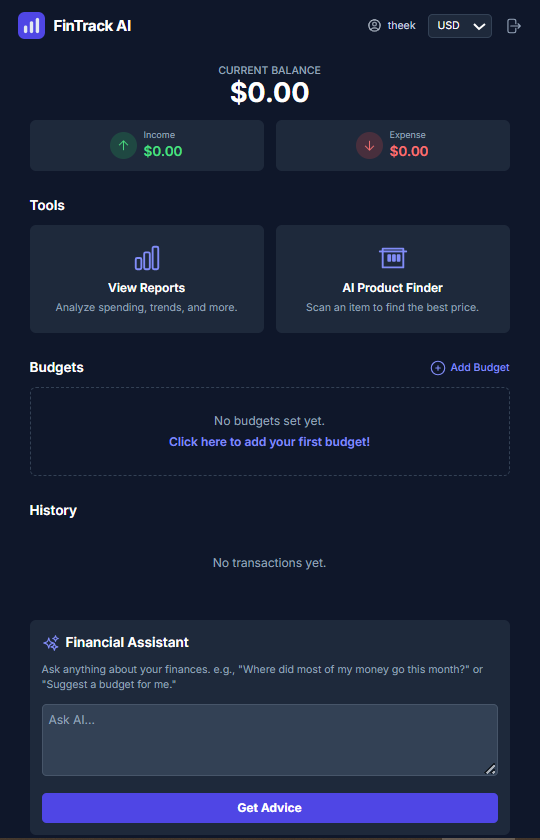 FinTrack AI
theek
USD
CURRENT BALANCE
$0.00
Income
$0.00
Expense
$0.00
Tools
View Reports
Analyze spending, trends, and more.
AI Product Finder
Scan an item to find the best price.
Budgets
Add Budget
No budgets set yet.
Click here to add your first budget!
History
No transactions yet.
Financial Assistant
Ask anything about your finances. e.g., "Where did most of my money go this month?" or
"Suggest a budget for me."
Ask AI...
Get Advice